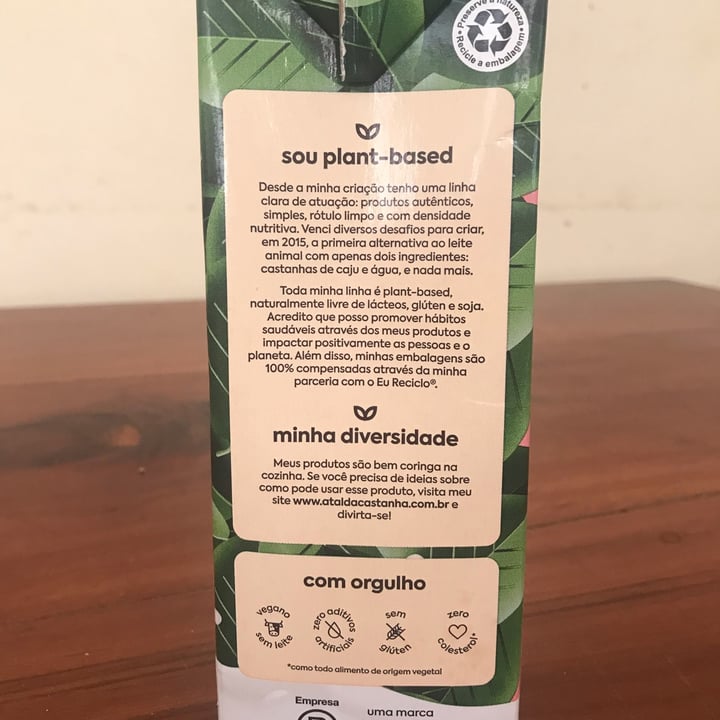 Preserve a natureza
Recicle a embalagem
sou plant-based
Desde a minha criação tenho uma linha
clara de atuação: produtos autênticos,
simples, rótulo limpo e com densidade
nutritiva. Venci diversos desafios para criar,
em 2015, a primeira alternativa ao leite
animal com apenas dois ingredientes:
castanhas de caju e água, e nada mais.
Toda minha linha é plant-based,
naturalmente livre de lácteos, glúten e soja.
Acredito que posso promover hábitos
saudáveis através dos meus produtos e
impactar positivamente as pessoas e o
planeta. Além disso, minhas embalagens são
100% compensadas através da minha
parceria com o Eu Reciclo®.
minha diversidade
Meus produtos são bem coringa na
cozinha. Se você precisa de ideias sobre
como pode usar esse produto, visita meu
site www.ataldacastanha.com.br e
divirta-se!
com orgulho
vegano
sem leite
zero aditivos
artificiais
sem
glúten
zero
colesterol*
*como todo alimento de origem vegetal
Empresa
B
uma marca